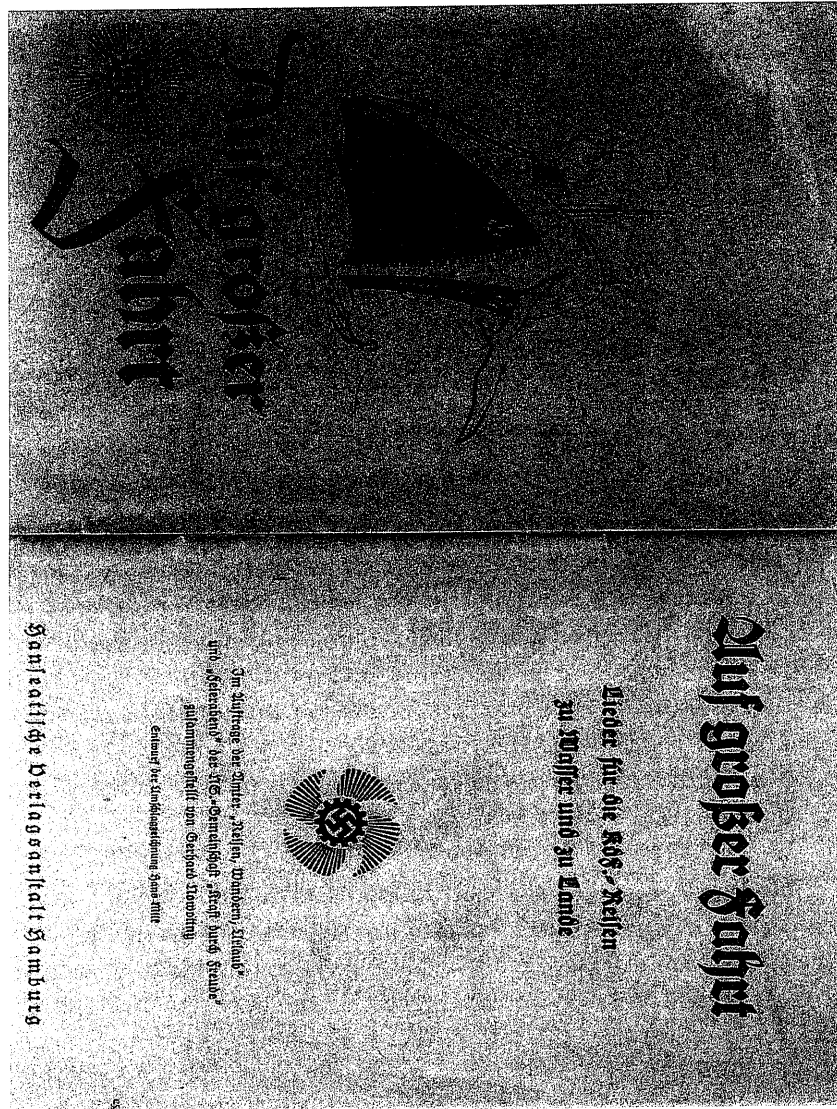 Auf großer
Fahrt
Auf großer Fahrt
Lieder für die KdF.-Reisen
zu Wasser und zu Lande
Im Auftrage der Ämter „Reisen, Wandern, Urlaub“
und „Feierabend“ der NS.-Gemeinschaft „Kraft durch Freude“
zusammengestellt von Gerhard Nowottny
Entwurf der Umschlagzeichnung Hans Mille
Hanseatische Verlagsanstalt Hamburg